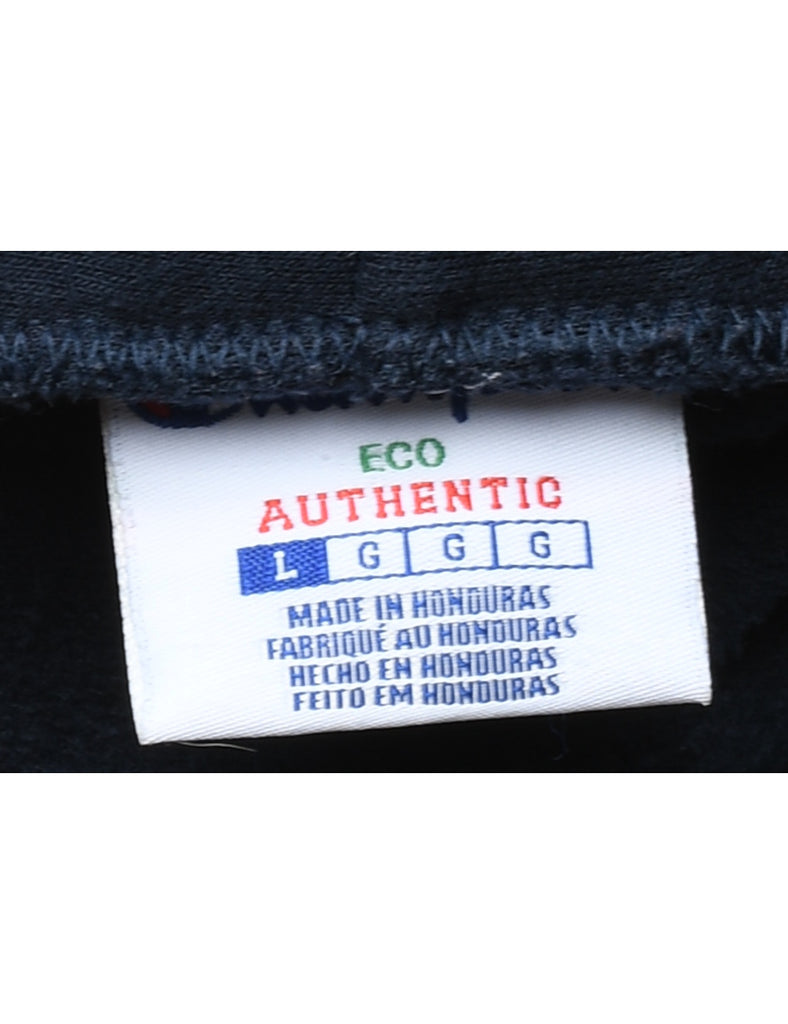 ECO
AUTHENTIC
L G G G
MADE IN HONDURAS
FABRIQUÉ AU HONDURAS
HECHO EN HONDURAS
FEITO EM HONDURAS